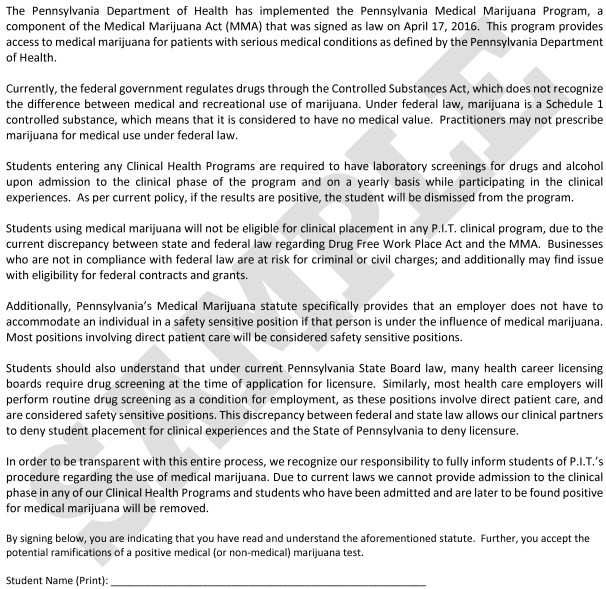 The Pennsylvania Department of Health has implemented the Pennsylvania Medical Marijuana Program, a
component of the Medical Marijuana Act (MMA) that was signed as law on April 17, 2016.  This program provides
access to medical marijuana for patients with serious medical conditions as defined by the Pennsylvania Department
of Health.
Currently, the federal government regulates drugs through the Controlled Substances Act, which does not recognize
the difference between medical and recreational use of marijuana. Under federal law, marijuana is a Schedule 1
controlled substance, which means that it is considered to have no medical value.  Practitioners may not prescribe
marijuana for medical use under federal law.
Students entering any Clinical Health Programs are required to have laboratory screenings for drugs and alcohol
upon admission to the clinical phase of the program and on a yearly basis while participating in the clinical
experiences.  As per current policy, if the results are positive, the student will be dismissed from the program.
Students using medical marijuana will not be eligible for clinical placement in any P.I.T. clinical program, due to the
current discrepancy between state and federal law regarding Drug Free Work Place Act and the MMA.  Businesses
who are not in compliance with federal law are at risk for criminal or civil charges; and additionally may find issue
with eligibility for federal contracts and grants.
Additionally, Pennsylvania's Medical Marijuana statute specifically provides that an employer does not have to
accommodate an individual in a safety sensitive position if that person is under the influence of medical marijuana.
Most positions involving direct patient care will be considered safety sensitive positions.
Students should also understand that under current Pennsylvania State Board law, many health career licensing
boards require drug screening at the time of application for licensure.  Similarly, most health care employers will
perform routine drug screening as a condition for employment, as these positions involve direct patient care, and
are considered safety sensitive positions. This discrepancy between federal and state law allows our clinical partners
to deny student placement for clinical experiences and the State of Pennsylvania to deny licensure.
In order to be transparent with this entire process, we recognize our responsibility to fully inform students of P.I.T.'s
procedure regarding the use of medical marijuana. Due to current laws we cannot provide admission to the clinical
phase in any of our Clinical Health Programs and students who have been admitted and are later to be found positive
for medical marijuana will be removed.
By signing below, you are indicating that you have read and understand the aforementioned statute.  Further, you accept the
potential ramifications of a positive medical (or non-medical) marijuana test.
Student Name (Print): ____________________________________________________
SAMPLE